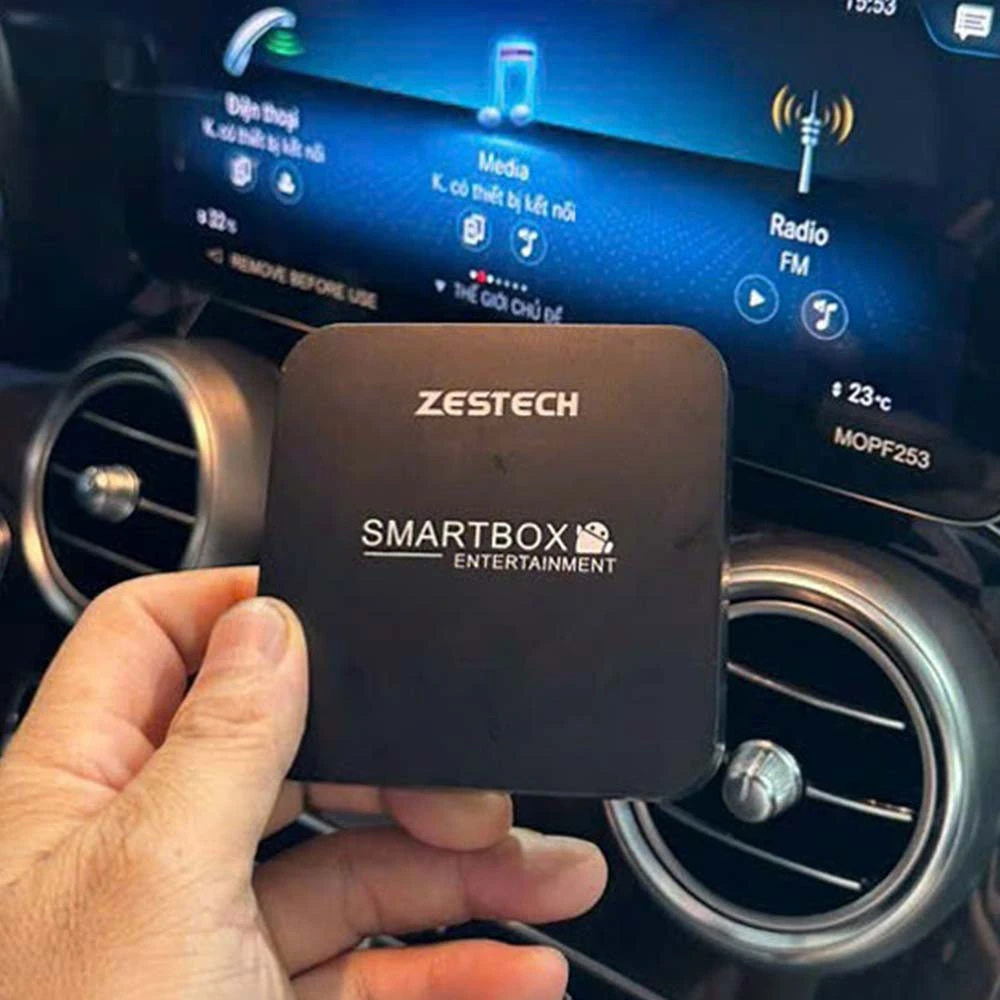 19:53
Điện thoại
K. có thiết bị kết nối
Media
K. có thiết bị kết nối
Radio
FM
22°C
REMOVE BEFORE USE
THẾ GIỚI CHỦ ĐỀ
23°C
MOPF253
ZESTECH
SMARTBOX
ENTERTAINMENT